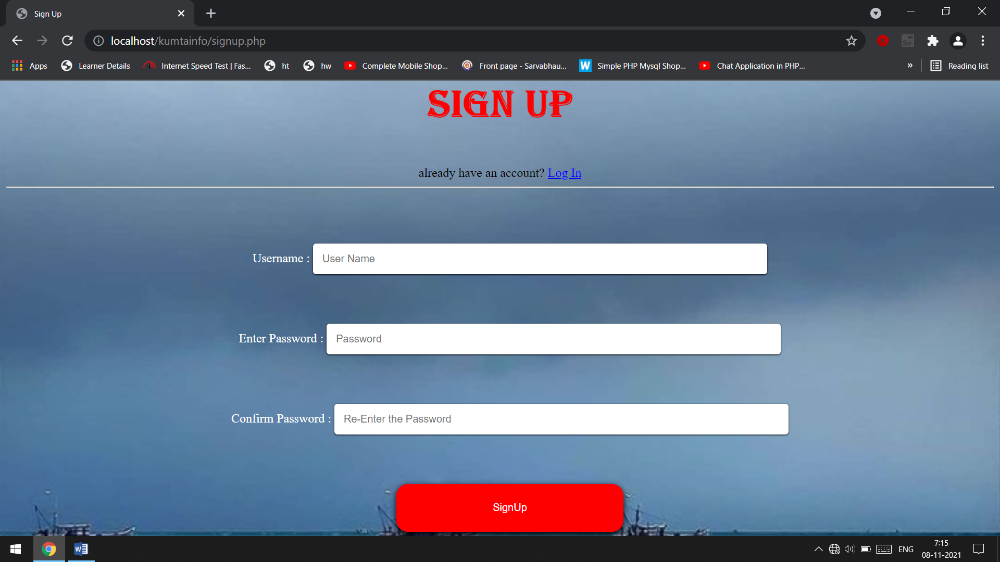 Sign Up
localhost/kumtainfo/signup.php
Apps Learner Details Internet Speed Test | Fas... ht hw Complete Mobile Shop... Front page - Sarvabhau... W Simple PHP Mysql Shop... Chat Application in PHP... » Reading list
SIGN UP
already have an account? Log In
Username : User Name
Enter Password : Password
Confirm Password : Re-Enter the Password
SignUp
ENG 7:15
08-11-2021